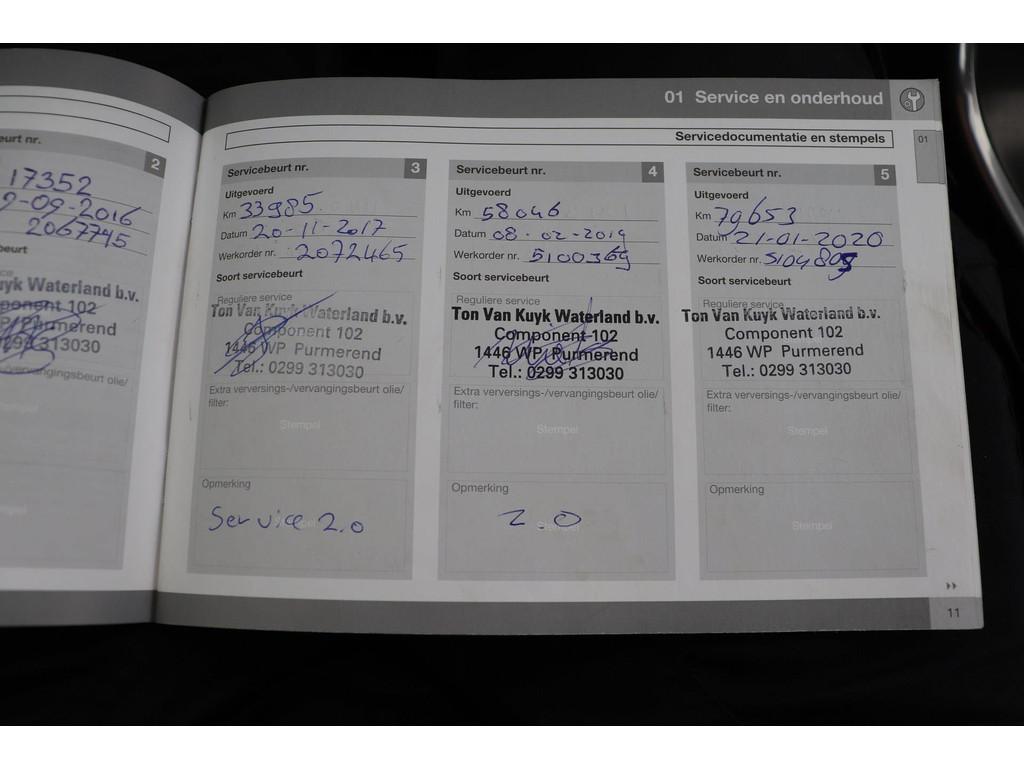 eurt nr. 2
17352
9-09-2016
2067745
beurt
uyk Waterland b.v.
ponent 102
Purmerend
0299 313030
/vervangingsbeurt olie/
01 Service en onderhoud
Servicedocumentatie en stempels
01
Servicebeurt nr. 3
Uitgevoerd
Km 33985
Datum 20-11-2017
Werkorder nr. 2072465
Soort servicebeurt
Reguliere service
Ton Van Kuyk Waterland b.v.
Component 102
1446 WP Purmerend
Tel.: 0299 313030
Extra verversings-/vervangingsbeurt olie/
filter:
Stempel
Opmerking
Service 2.0
Servicebeurt nr. 4
Uitgevoerd
Km 58046
Datum 08-02-2019
Werkorder nr. 5100369
Soort servicebeurt
Reguliere service
Ton Van Kuyk Waterland b.v.
Component 102
1446 WP Purmerend
Tel.: 0299 313030
Extra verversings-/vervangingsbeurt olie/
filter:
Stempel
Opmerking
2.0
Stempel
Servicebeurt nr. 5
Uitgevoerd
Km 79653
Datum 21-01-2020
Werkorder nr. 5104809
Soort servicebeurt
Reguliere service
Ton Van Kuyk Waterland b.v.
Component 102
1446 WP Purmerend
Tel.: 0299 313030
Extra verversings-/vervangingsbeurt olie/
filter:
Stempel
Opmerking
Stempel
11